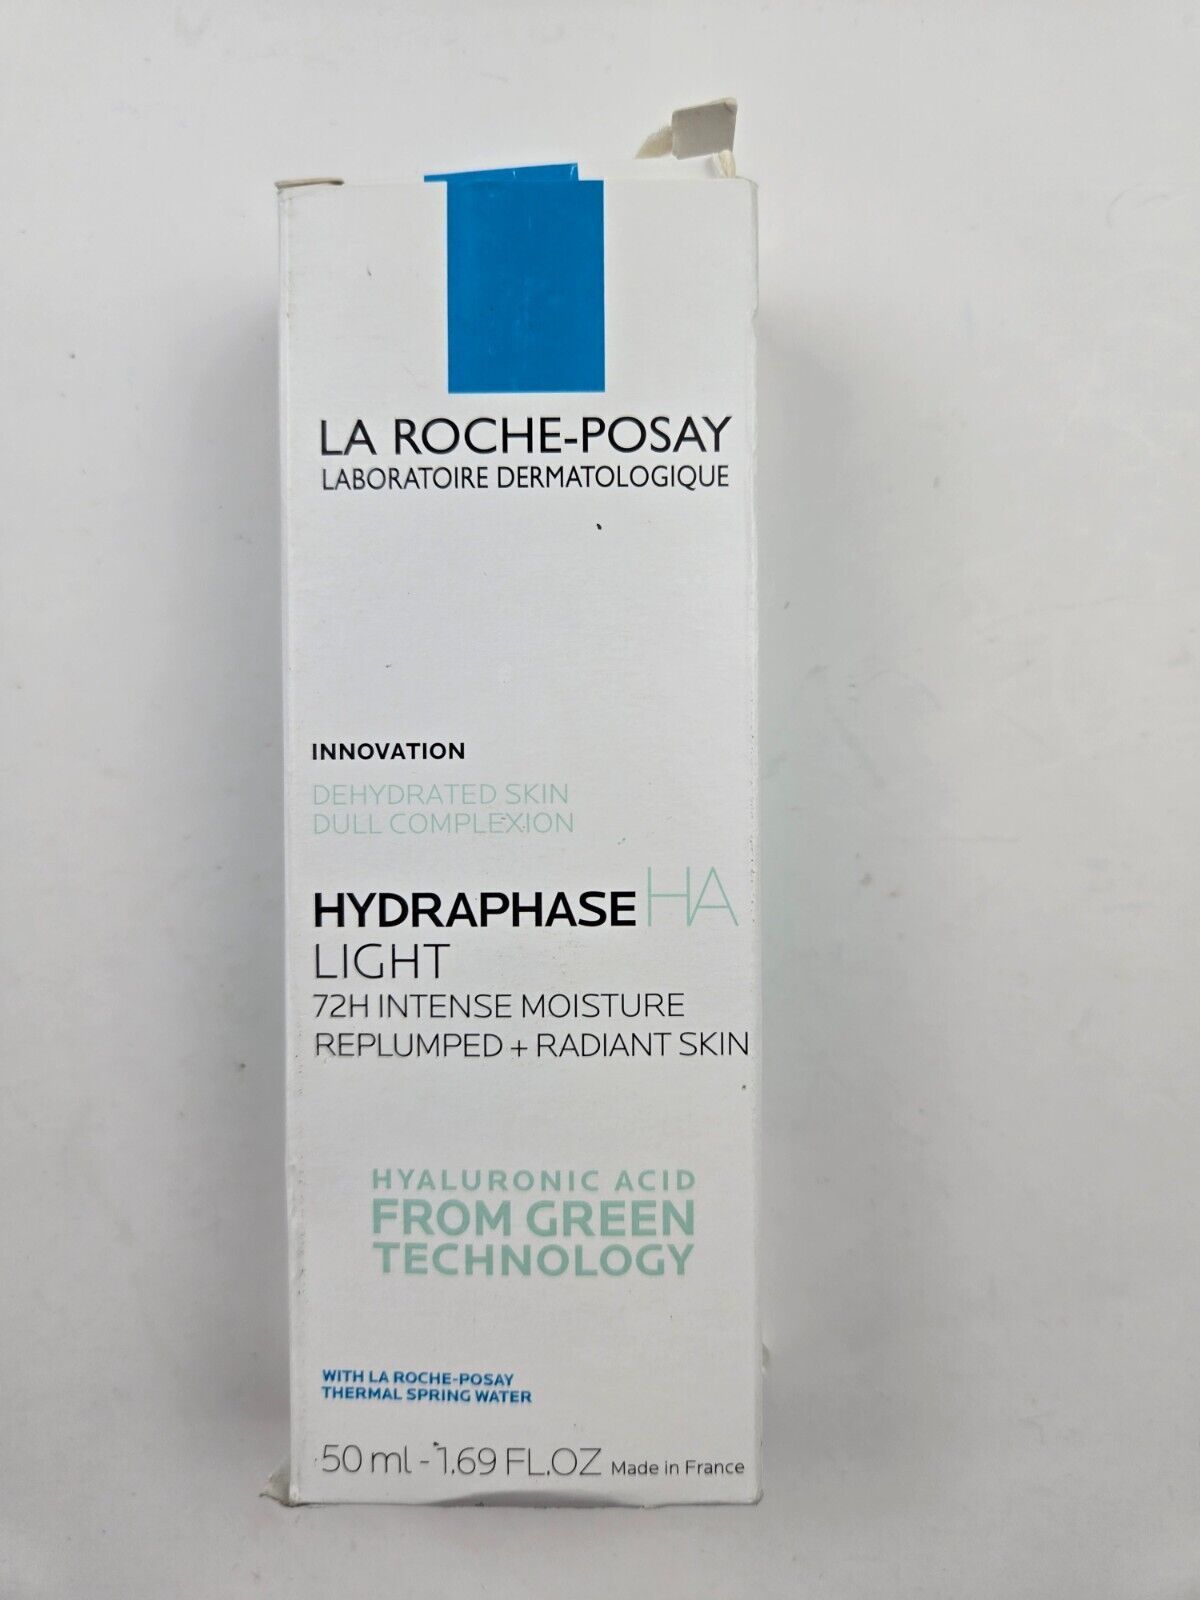 LA ROCHE-POSAY
LABORATOIRE DERMATOLOGIQUE
INNOVATION
DEHYDRATED SKIN
DULL COMPLEXION
HYDRAPHASE HA
LIGHT
72H INTENSE MOISTURE
REPLUMPED + RADIANT SKIN
HYALURONIC ACID
FROM GREEN
TECHNOLOGY
WITH LA ROCHE-POSAY
THERMAL SPRING WATER
50 ml - 1.69 FL.OZ Made in France